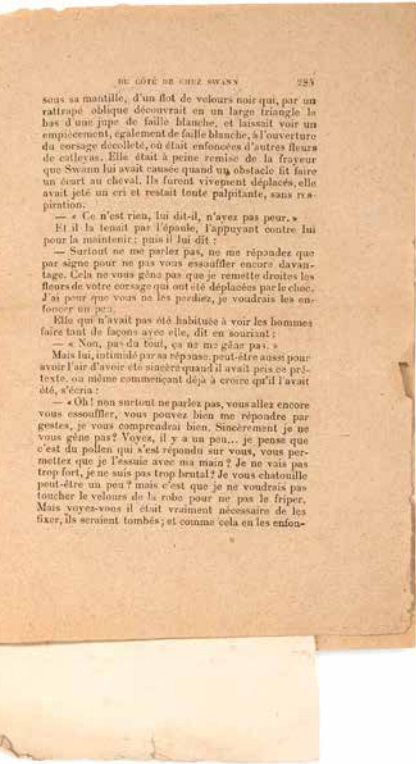 DU CÔTÉ DE CHEZ SWANN 285
sous sa mantille, d'un flot de velours noir qui, par un
rattrapé oblique découvrait en un large triangle le
bas d'une jupe de faille blanche, et laissait voir un
empiècement, également de faille blanche, à l'ouverture
du corsage décolleté, où était enfoncées d'autres fleurs
de catleyas. Elle était à peine remise de la frayeur
que Swann lui avait causée quand un obstacle fit faire
un écart au cheval. Ils furent vivement déplacés, elle
avait jeté un cri et restait toute palpitante, sans res-
piration.
— « Ce n'est rien, lui dit-il, n'ayez pas peur. »
Et il la tenait par l'épaule, l'appuyant contre lui
pour la maintenir ; puis il lui dit :
— Surtout ne me parlez pas, ne me répondez que
par signe pour ne pas vous essouffler encore davan-
tage. Cela ne vous gêne pas que je remette droites les
fleurs de votre corsage qui ont été déplacées par le choc.
J'ai peur que vous ne les perdiez, je voudrais les en-
foncer un peu.
Elle qui n'avait pas été habituée à voir les hommes
faire tant de façons avec elle, dit en souriant :
— « Non, pas du tout, ça ne me gêne pas. »
Mais lui, intimidé par sa réponse, peut-être aussi pour
avoir l'air d'avoir été sincère quand il avait pris ce pré-
texte, ou même commençant déjà à croire qu'il l'avait
été, s'écria :
— « Oh ! non surtout ne parlez pas, vous allez encore
vous essouffler, vous pouvez bien me répondre par
gestes, je vous comprendrai bien. Sincèrement je ne
vous gêne pas ? Voyez, il y a un peu... je pense que
c'est du pollen qui s'est répandu sur vous, vous per-
mettez que je l'essuie avec ma main ? Je ne vais pas
trop fort, je ne suis pas trop brutal ? Je vous chatouille
peut-être un peu ? mais c'est que je ne voudrais pas
toucher le velours de la robe pour ne pas le friper.
Mais voyez-vous il était vraiment nécessaire de les
fixer, ils seraient tombés ; et comme cela en les enfon-